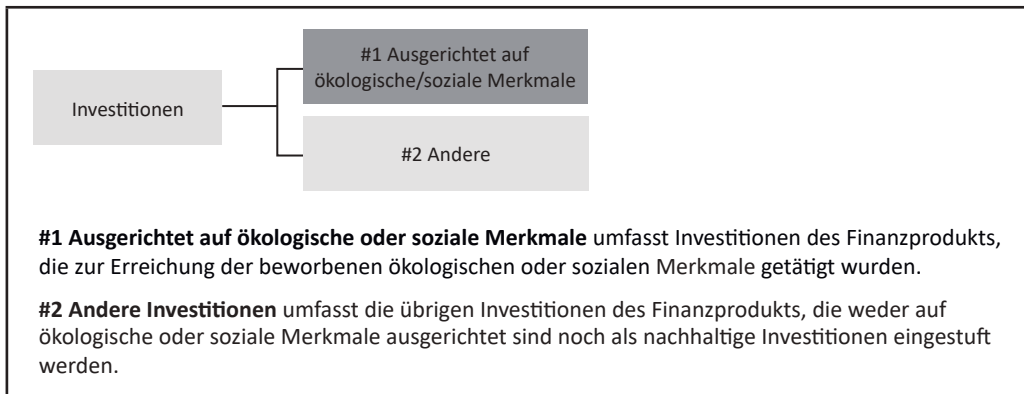 #1 Ausgerichtet auf
ökologische/soziale Merkmale
Investitionen
#2 Andere
#1 Ausgerichtet auf ökologische oder soziale Merkmale umfasst Investitionen des Finanzprodukts,
die zur Erreichung der beworbenen ökologischen oder sozialen Merkmale getätigt wurden.
#2 Andere Investitionen umfasst die übrigen Investitionen des Finanzprodukts, die weder auf
ökologische oder soziale Merkmale ausgerichtet sind noch als nachhaltige Investitionen eingestuft
werden.